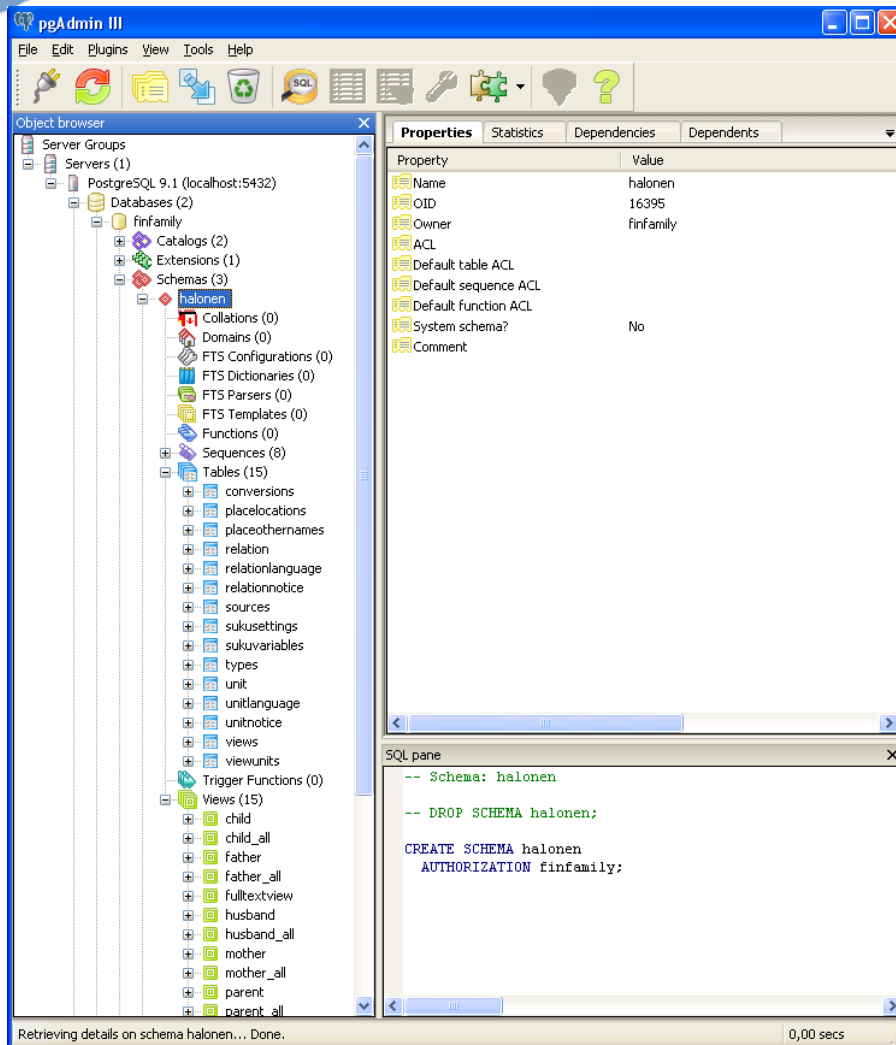 pgAdmin III
File Edit Plugins View Tools Help
SQL
Object browser
Server Groups
Servers (1)
PostgreSQL 9.1 (localhost:5432)
Databases (2)
finfamily
Catalogs (2)
Extensions (1)
Schemas (3)
halonen
Collations (0)
Domains (0)
FTS Configurations (0)
FTS Dictionaries (0)
FTS Parsers (0)
FTS Templates (0)
Functions (0)
Sequences (8)
Tables (15)
conversions
placelocations
placeothernames
relation
relationlanguage
relationnotice
sources
sukusettings
sukuvariables
types
unit
unitlanguage
unitnotice
views
viewunits
Trigger Functions (0)
Views (15)
child
child_all
father
father_all
fulltextview
husband
husband_all
mother
mother_all
parent
parent_all
Properties Statistics Dependencies Dependents
Property Value
Name halonen
OID 16395
Owner finfamily
ACL
Default table ACL
Default sequence ACL
Default function ACL
System schema? No
Comment
SQL pane
-- Schema: halonen
-- DROP SCHEMA halonen;
CREATE SCHEMA halonen
AUTHORIZATION finfamily;
Retrieving details on schema halonen... Done. 0,00 secs